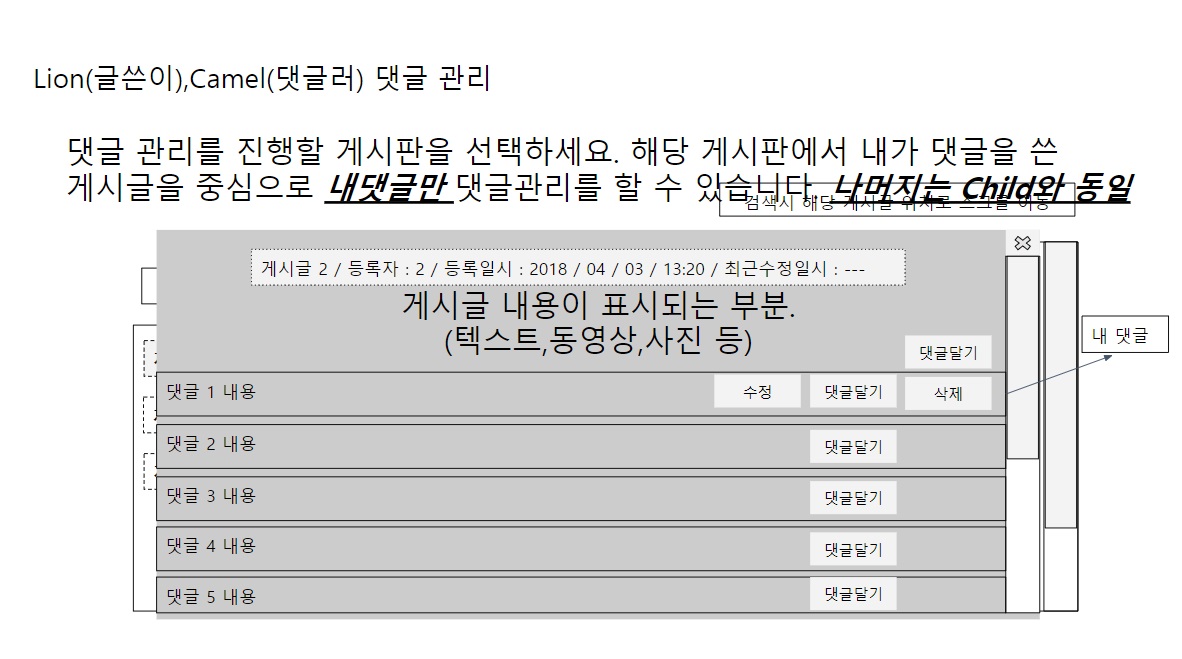 Lion(글쓴이),Camel(댓글러) 댓글 관리
댓글 관리를 진행할 게시판을 선택하세요. 해당 게시판에서 내가 댓글을 쓴
게시글을 중심으로 내댓글만 댓글관리를 할 수 있습니다. 나머지는 Child와 동일
검색시 해당 게시글 위치로 스크롤 이동
게시글 2 / 등록자 : 2 / 등록일시 : 2018 / 04 / 03 / 13:20 / 최근수정일시 : ---
게시글 내용이 표시되는 부분.
(텍스트,동영상,사진 등)
내 댓글
댓글달기
댓글 1 내용 수정 댓글달기 삭제
댓글 2 내용 댓글달기
댓글 3 내용 댓글달기
댓글 4 내용 댓글달기
댓글 5 내용 댓글달기